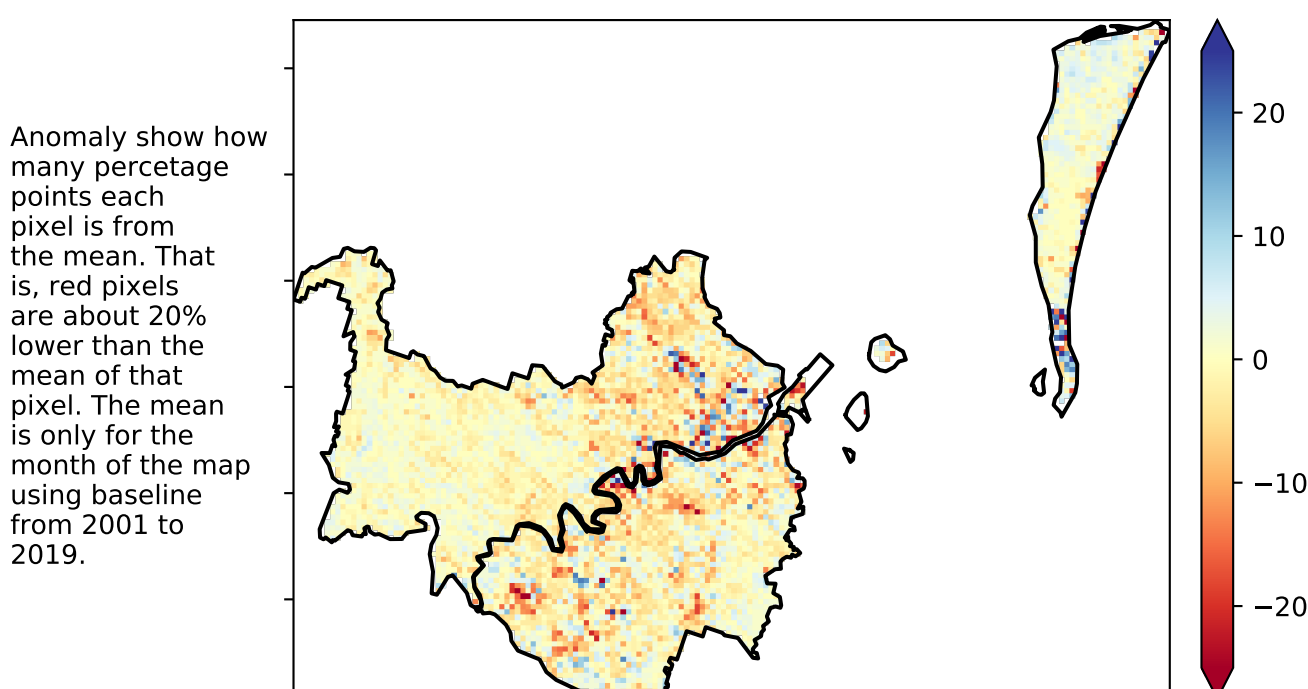 Anomaly show how
many percetage
points each
pixel is from
the mean. That
is, red pixels
are about 20%
lower than the
mean of that
pixel. The mean
is only for the
month of the map
using baseline
from 2001 to
2019.
20
10
0
−10
−20